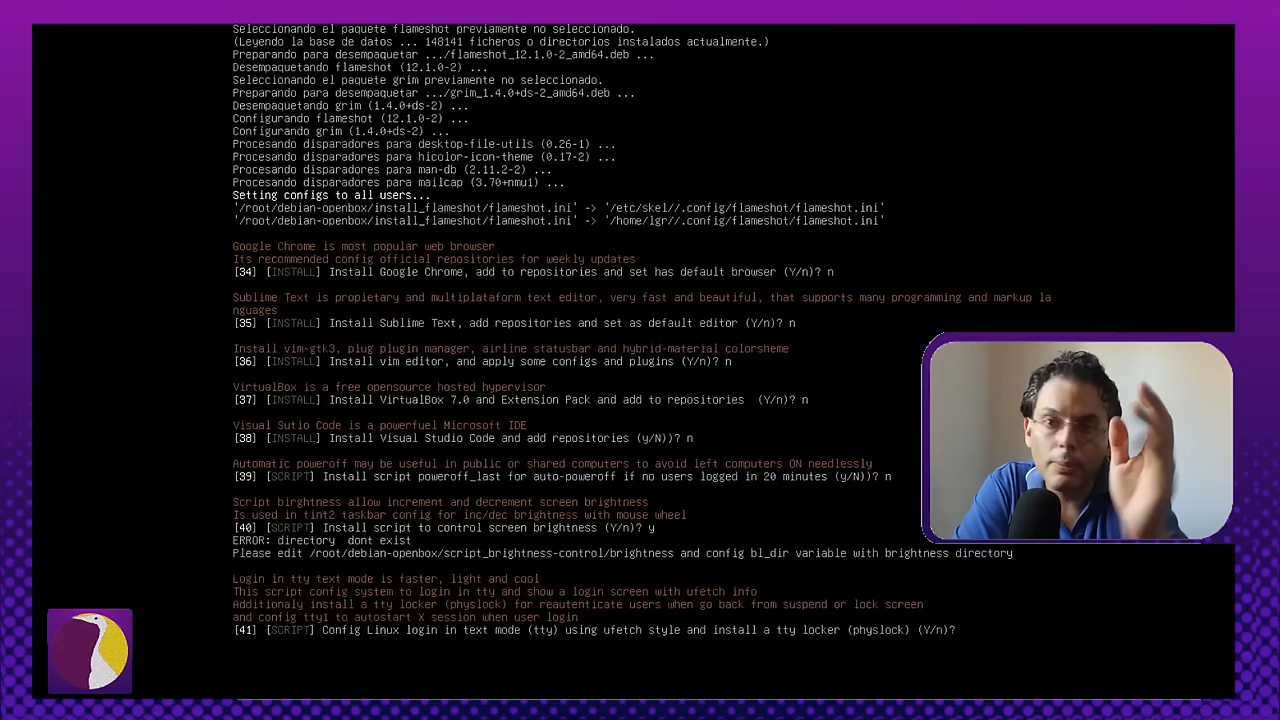 Seleccionando el paquete flameshot previamente no seleccionado.
(Leyendo la base de datos ... 148141 ficheros o directorios instalados actualmente.)
Preparando para desempaquetar .../flameshot_12.1.0-2_amd64.deb ...
Desempaquetando flameshot (12.1.0-2) ...
Seleccionando el paquete grim previamente no seleccionado.
Preparando para desempaquetar .../grim_1.4.0+ds-2_amd64.deb ...
Desempaquetando grim (1.4.0+ds-2) ...
Configurando flameshot (12.1.0-2) ...
Configurando grim (1.4.0+ds-2) ...
Procesando disparadores para desktop-file-utils (0.26-1) ...
Procesando disparadores para hicolor-icon-theme (0.17-2) ...
Procesando disparadores para man-db (2.11.2-2) ...
Procesando disparadores para mailcap (3.70+nmu1) ...
Setting configs to all users...
'/root/debian-openbox/install_flameshot/flameshot.ini' -> '/etc/skel//.config/flameshot/flameshot.ini'
'/root/debian-openbox/install_flameshot/flameshot.ini' -> '/home/lgr//.config/flameshot/flameshot.ini'
Google Chrome is most popular web browser
Its recommended config official repositories for weekly updates
[34] [INSTALL] Install Google Chrome, add to repositories and set has default browser (Y/n)? n
Sublime Text is propietary and multiplataform text editor, very fast and beautiful, that supports many programming and markup la
nguages
[35] [INSTALL] Install Sublime Text, add repositories and set as default editor (Y/n)? n
Install vim-gtk3, plug plugin manager, airline statusbar and hybrid-material colorsheme
[36] [INSTALL] Install vim editor, and apply some configs and plugins (Y/n)? n
VirtualBox is a free opensource hosted hypervisor
[37] [INSTALL] Install VirtualBox 7.0 and Extension Pack and add to repositories  (Y/n)? n
Visual Sutio Code is a powerfuel Microsoft IDE
[38] [INSTALL] Install Visual Studio Code and add repositories (y/N)? n
Automatic poweroff may be useful in public or shared computers to avoid left computers ON needlessly
[39] [SCRIPT] Install script poweroff_last for auto-poweroff if no users logged in 20 minutes (y/N)? n
Script birghtness allow increment and decrement screen brightness
Is used in tint2 taskbar config for inc/dec brightness with mouse wheel
[40] [SCRIPT] Install script to control screen brightness (Y/n)? y
ERROR: directory  dont exist
Please edit /root/debian-openbox/script_brightness-control/brightness and config bl_dir variable with brightness directory
Login in tty text mode is faster, light and cool
This script config system to login in tty and show a login screen with ufetch info
Additionaly install a tty locker (physlock) for reautenticate users when go back from suspend or lock screen
and config tty1 to autostart X session when user login
[41] [SCRIPT] Config Linux login in text mode (tty) using ufetch style and install a tty locker (physlock) (Y/n)?